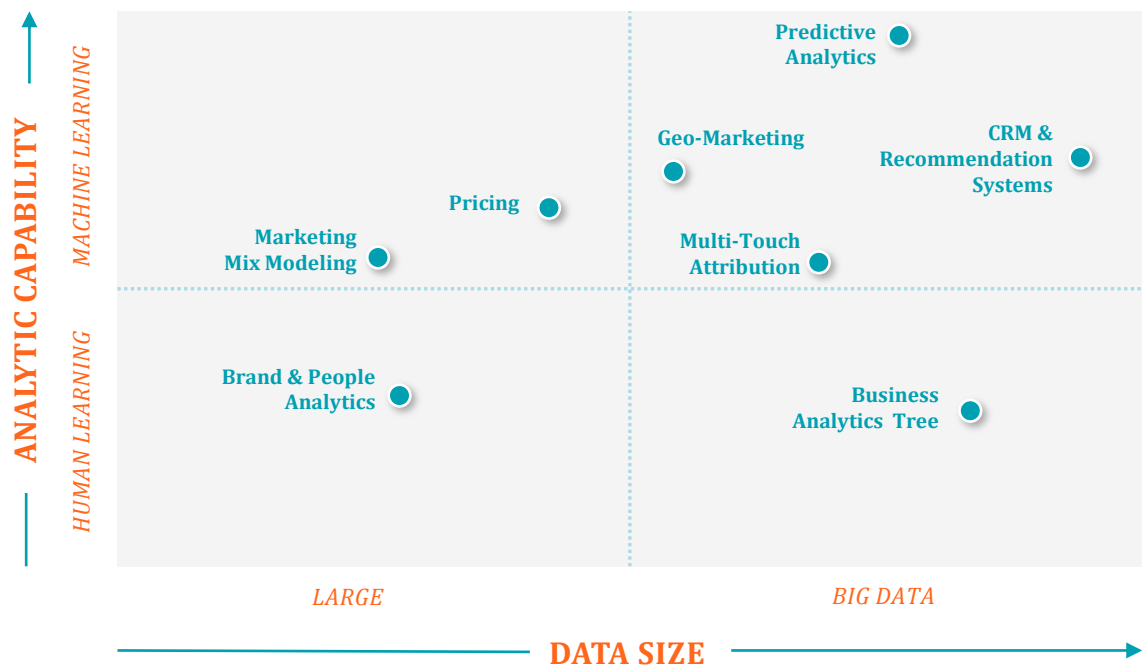 ANALYTIC CAPABILITY
MACHINE LEARNING
HUMAN LEARNING
Predictive
Analytics
Geo-Marketing
CRM &
Recommendation
Systems
Pricing
Marketing
Mix Modeling
Multi-Touch
Attribution
Brand & People
Analytics
Business
Analytics Tree
LARGE
BIG DATA
DATA SIZE